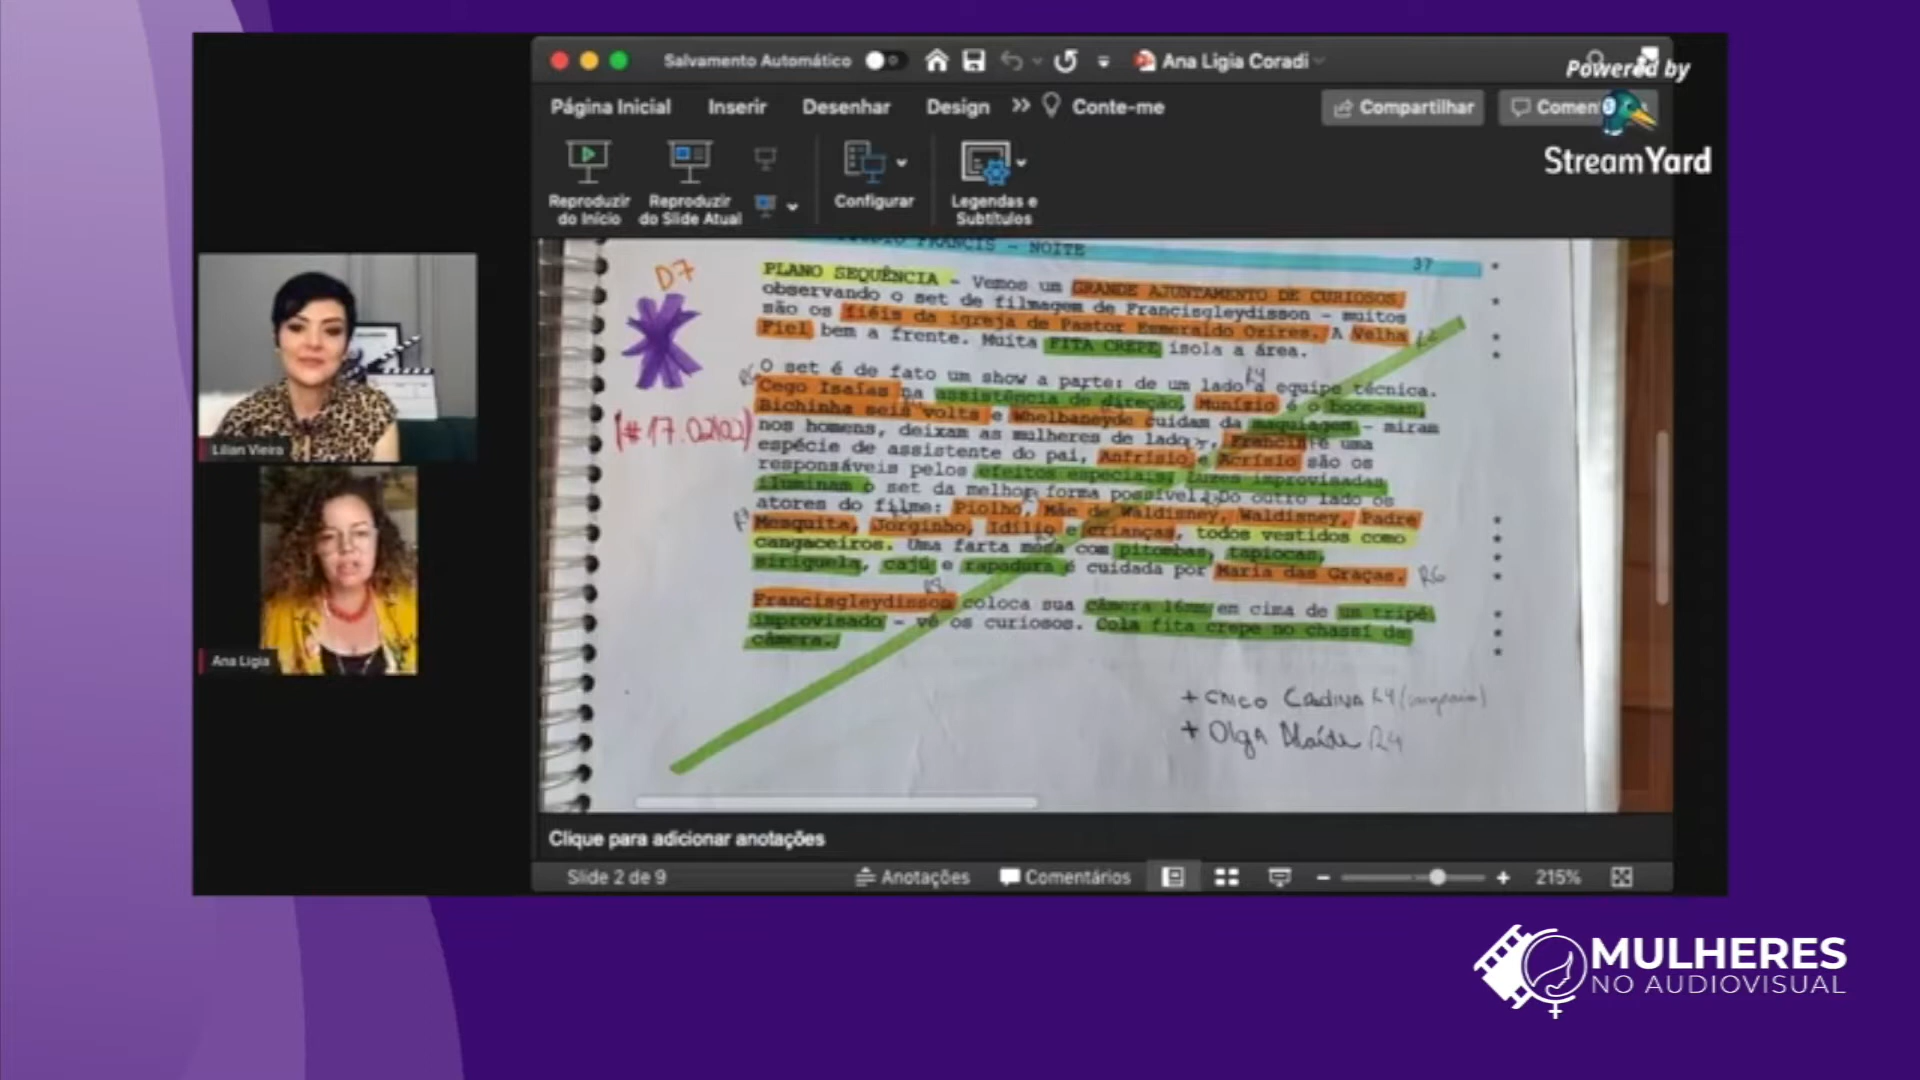 Salvamento Automático
Ana Ligia Coradi
Powered by
Página Inicial Inserir Desenhar Design Conte-me
Compartilhar
StreamYard
Reproduzir do Início
Reproduzir do Slide Atual
Configurar
Legendas e Subtítulos
FRANCIS - NOITE
37
D7
PLANO SEQUÊNCIA - Vemos um GRANDE AJUNTAMENTO DE CURIOSOS,
observando o set de filmagem de Francisgleydisson - muitos
são os fiéis da igreja de Pastor Esmeraldo Ozires. A Velha
Fiel bem a frente. Muita FITA CREPE isola a área.
O set é de fato um show a parte: de um lado a equipe técnica.
Cego Isaías na assistência de direção, Munízio é o boom-man,
Bichinha seis volts e Whelbaneyde cuidam da maquiagem - miram
nos homens, deixam as mulheres de lado, Francis é uma
espécie de assistente do pai, Anfrísio e Acrísio são os
responsáveis pelos efeitos especiais. Luzes improvisadas
iluminam o set da melhor forma possível. Do outro lado os
atores do filme: Piolho, Mãe de Waldisney, Waldisney, Padre
Mesquita, Jorginho, Idílio e crianças, todos vestidos como
cangaceiros. Uma farta mesa com pitombas, tapiocas,
siriguela, cajú e rapadura é cuidada por Maria das Graças.
R6
Francisgleydisson coloca sua câmera 16mm em cima de um tripé
improvisado - vê os curiosos. Cola fita crepe no chassi da
câmera.
R4
+ Olga R4
Lilian Vieira
Ana Ligia
Clique para adicionar anotações
Slide 2 de 9 Anotações Comentários 215%
MULHERES
NO AUDIOVISUAL